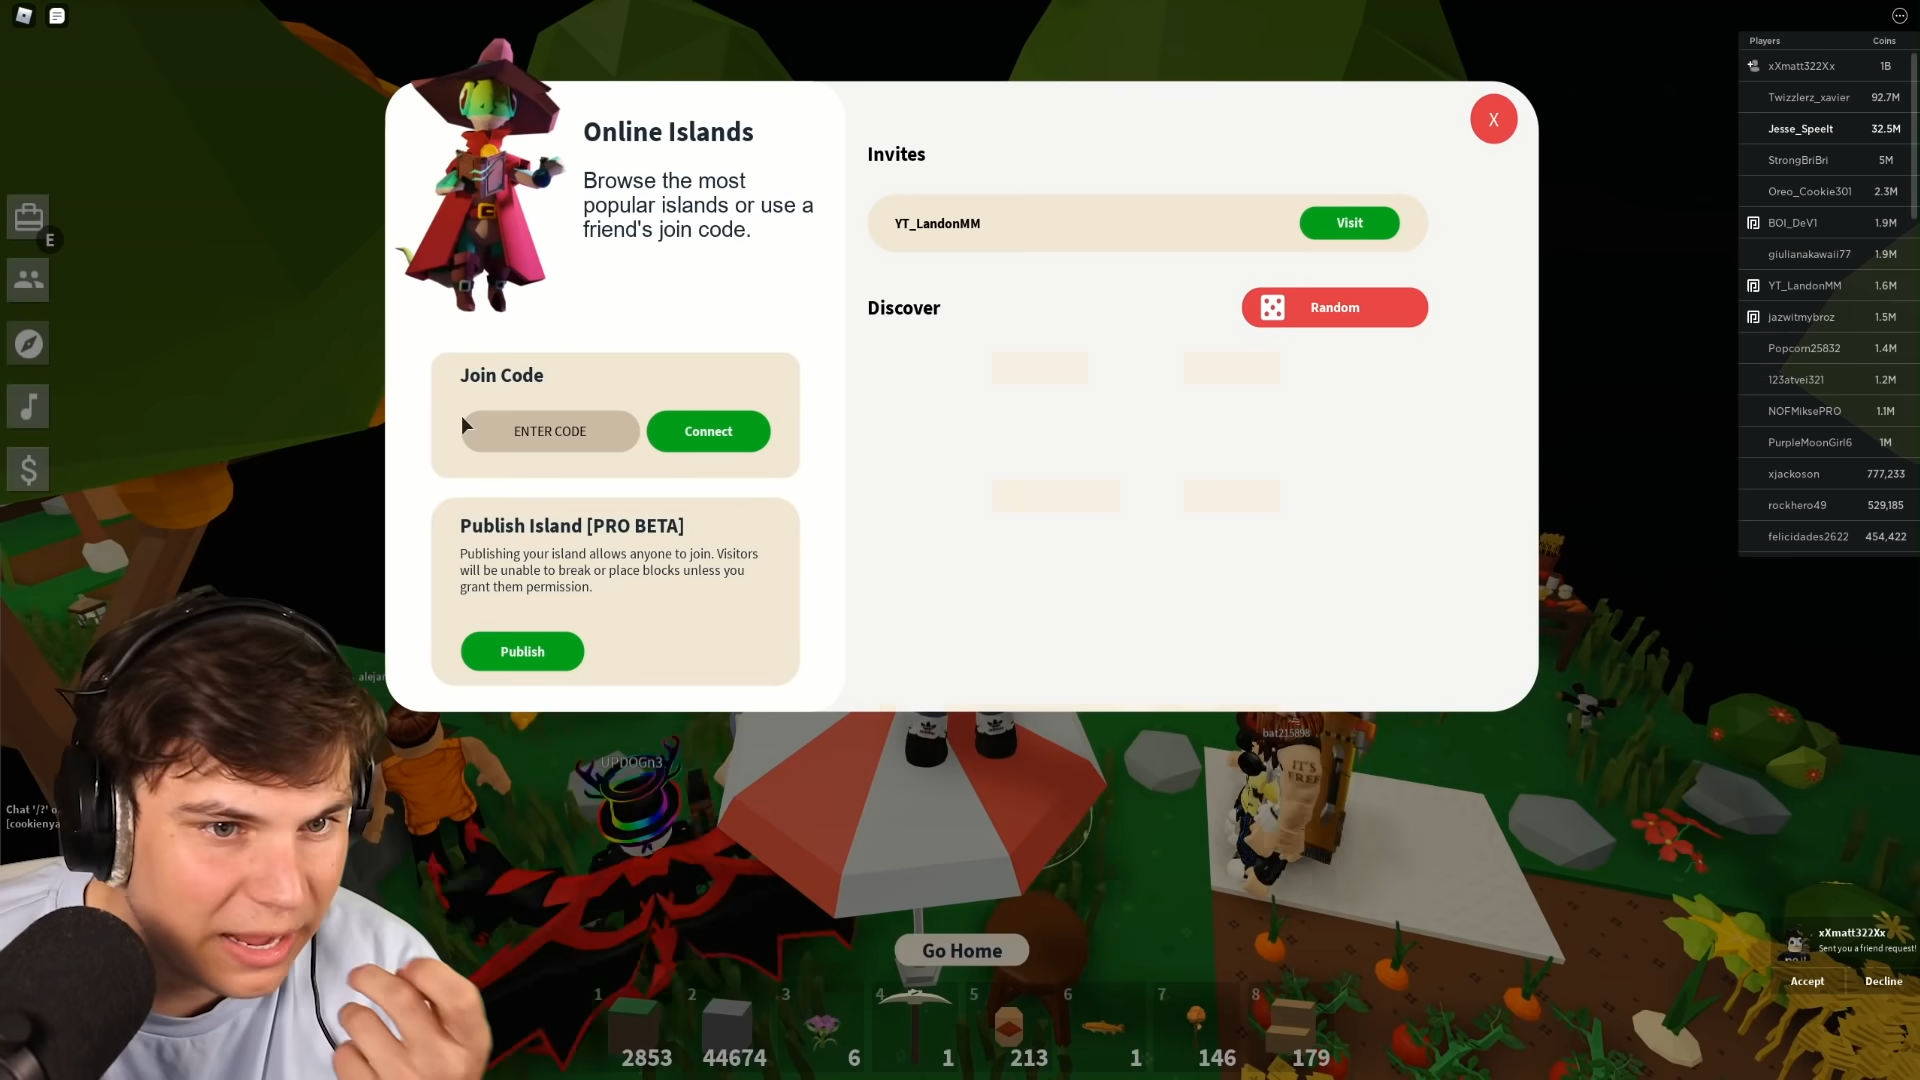 Online Islands
Browse the most
popular islands or use a
friend's join code.
Join Code
ENTER CODE
Connect
Publish Island [PRO BETA]
Publishing your island allows anyone to join. Visitors
will be unable to break or place blocks unless you
grant them permission.
Publish
X
Invites
YT_LandonMM
Visit
Discover
Random
Players Coins
xXmatt322Xx 1B
Twizzlerz_xavier 92.7M
Jesse_Speelt 32.5M
StrongBriBri 5M
Oreo_Cookie301 2.3M
BOI_DeV1 1.9M
giulianakawaii77 1.9M
YT_LandonMM 1.6M
jazwitmybroz 1.5M
Popcorn25832 1.4M
123atvei321 1.2M
NOFMiksePRO 1.1M
PurpleMoonGirl6 1M
xjackoson 777,233
rockhero49 529,185
felicidades2622 454,422
E
$
alejan
UPDOGn3
bat215898
IT'S
FREE
Chat '/?' o
[cookienya
Go Home
1 2 3 4 5 6 7 8
2853 44674 6 1 213 1 146 179
xXmatt322Xx
Sent you a friend request!
Accept Decline